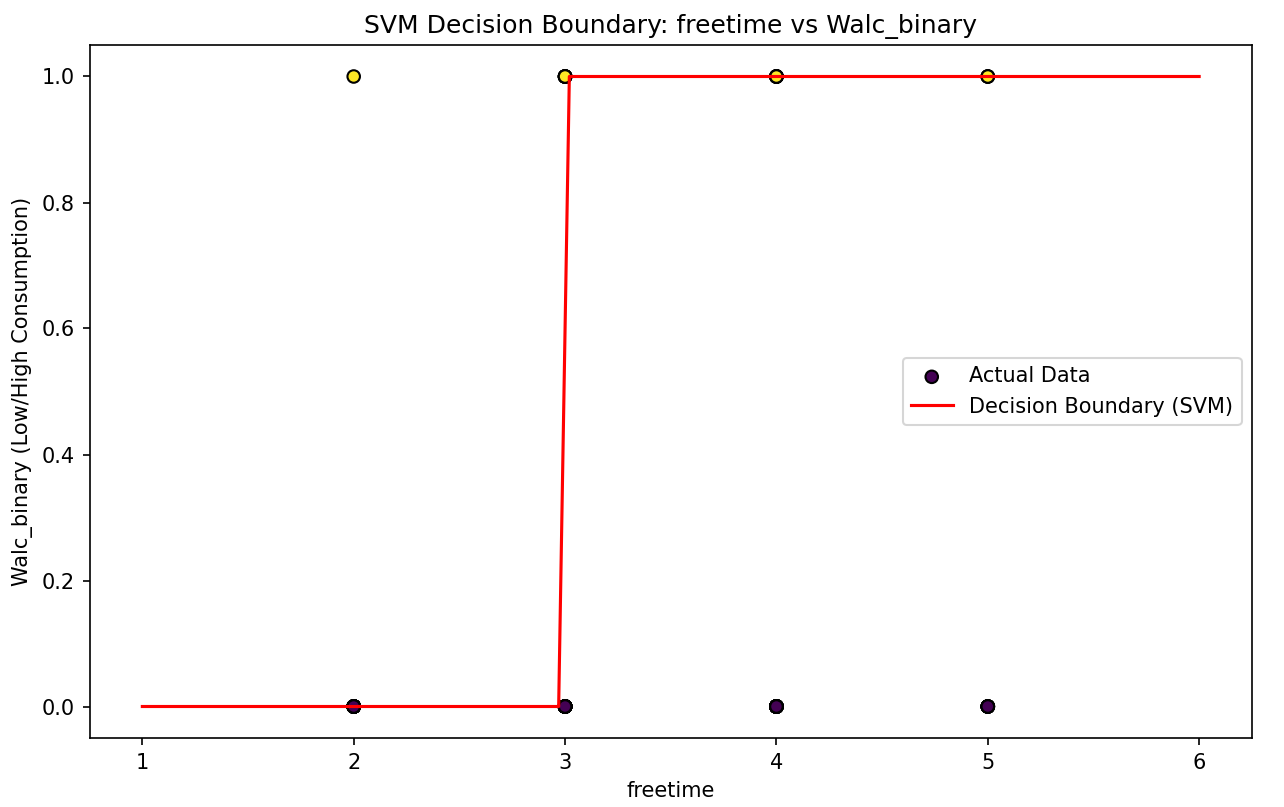 SVM Decision Boundary: freetime vs Walc_binary
Walc_binary (Low/High Consumption)
1.0
0.8
0.6
0.4
0.2
0.0
Actual Data
Decision Boundary (SVM)
1 2 3 4 5 6
freetime